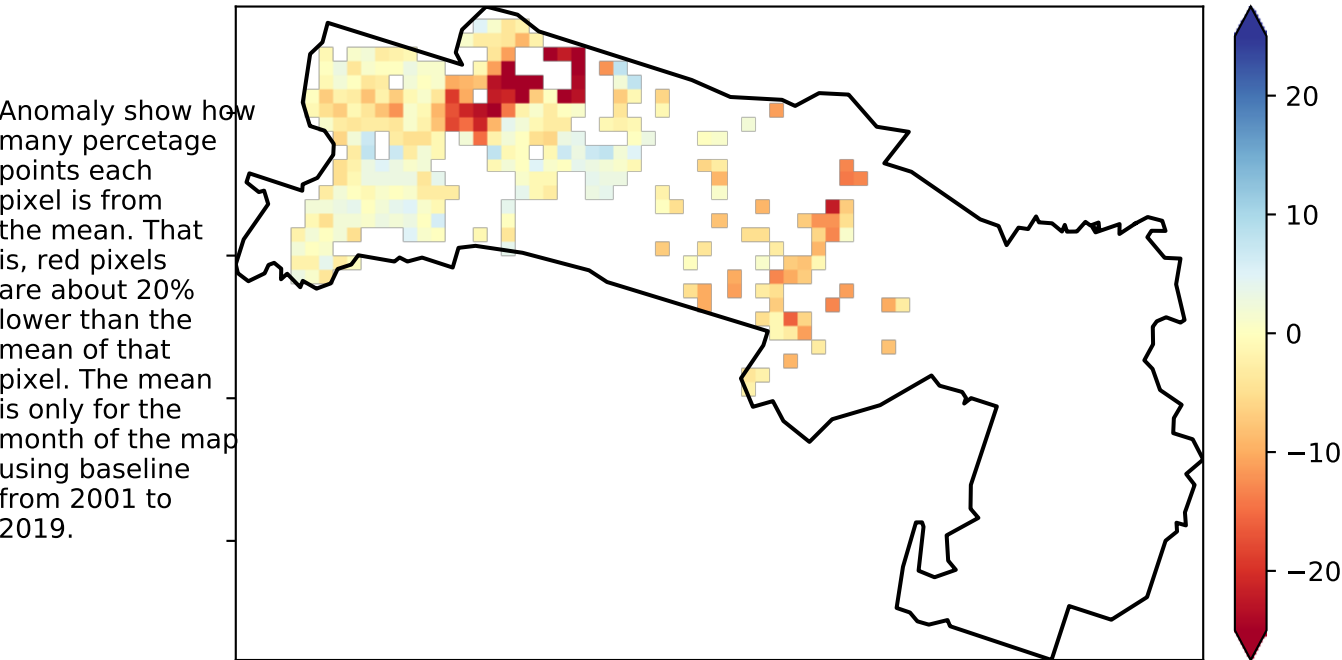 Anomaly show how
many percetage
points each
pixel is from
the mean. That
is, red pixels
are about 20%
lower than the
mean of that
pixel. The mean
is only for the
month of the map
using baseline
from 2001 to
2019.
20
10
0
−10
−20